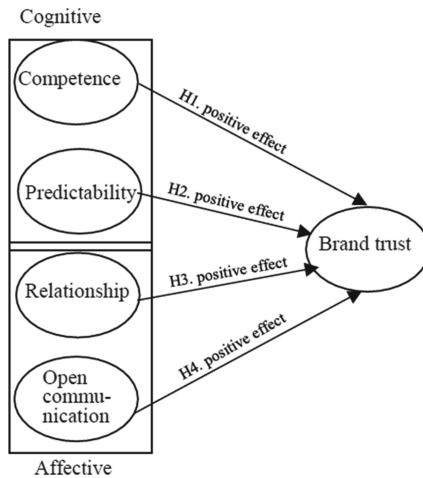 Cognitive
Competence
H1. positive effect
Predictability
H2. positive effect
Brand trust
Relationship
H3. positive effect
Open
commu-
nication
H4. positive effect
Affective